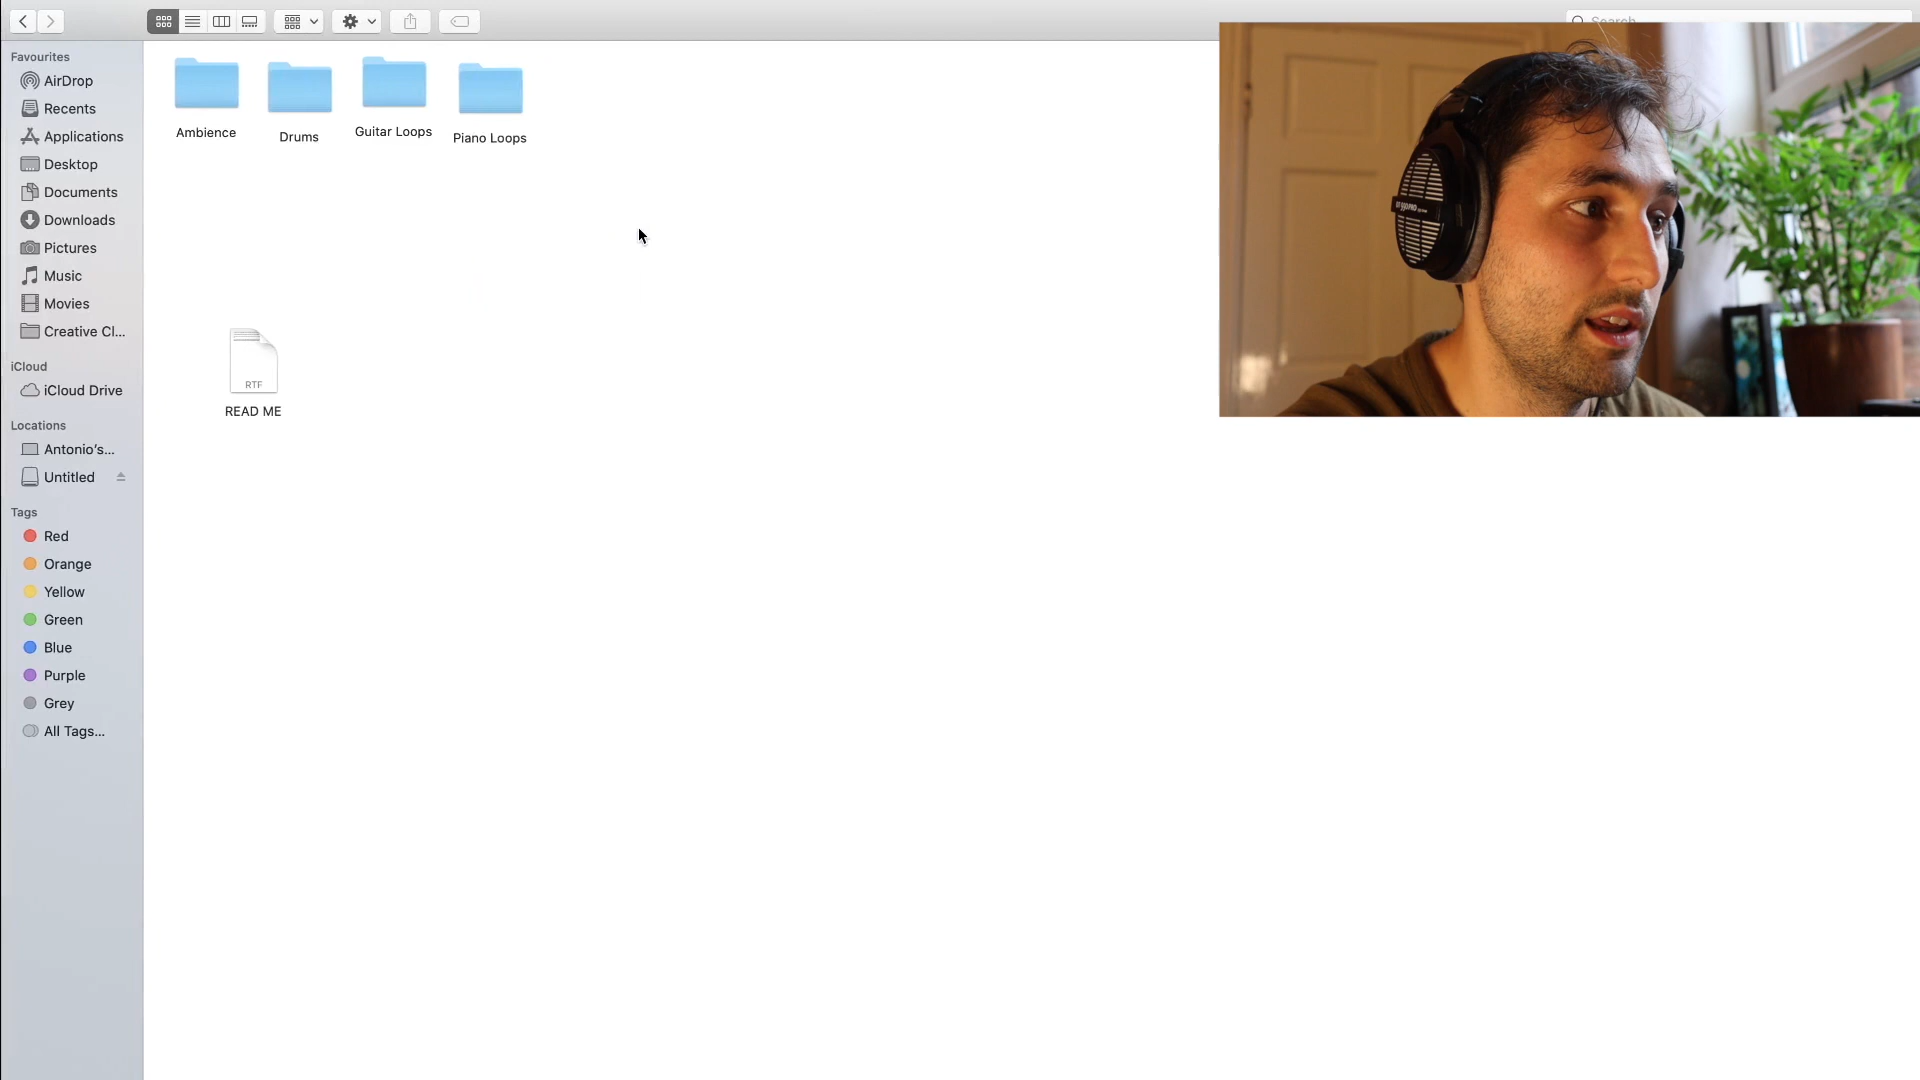 Search
Favourites
AirDrop
Recents
Applications
Desktop
Documents
Downloads
Pictures
Music
Movies
Creative Cl...
iCloud
iCloud Drive
Locations
Antonio's...
Untitled
Tags
Red
Orange
Yellow
Green
Blue
Purple
Grey
All Tags...
Ambience
Drums
Guitar Loops
Piano Loops
RTF
READ ME